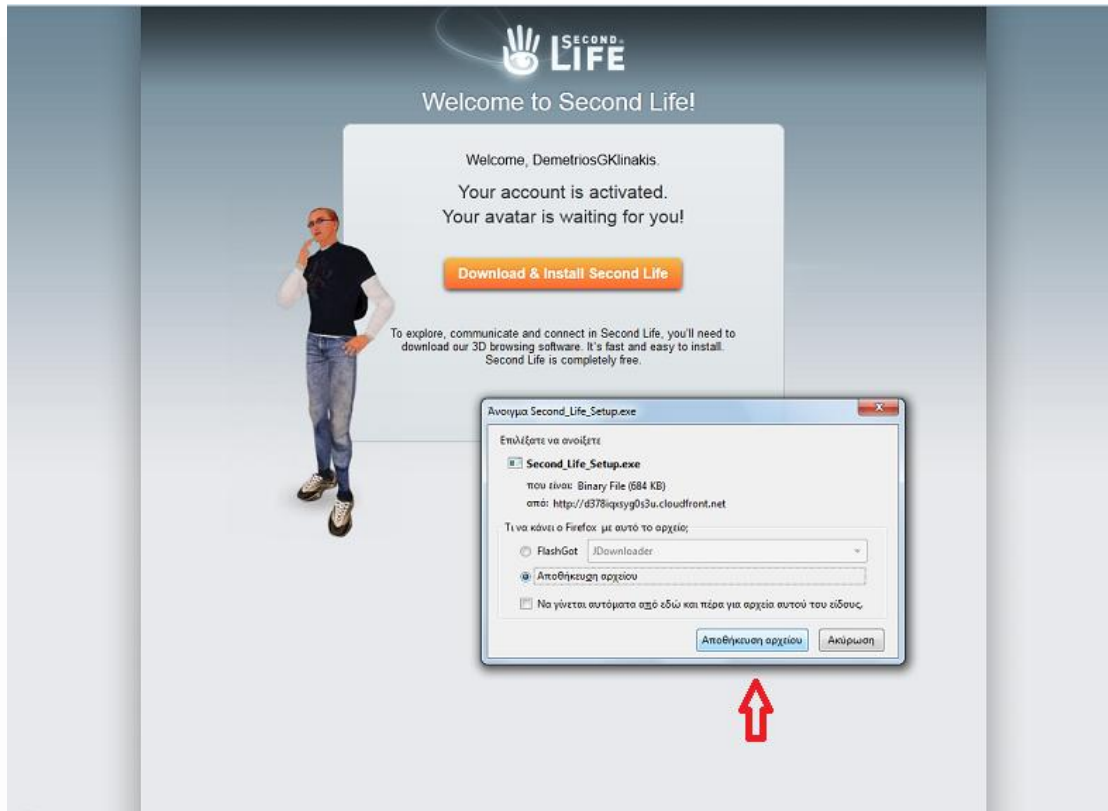 SECOND
LIFE
Welcome to Second Life!
Welcome, DemetriosGKlinakis.
Your account is activated.
Your avatar is waiting for you!
Download & Install Second Life
To explore, communicate and connect in Second Life, you'll need to
download our 3D browsing software. It's fast and easy to install.
Second Life is completely free.
Άνοιγμα Second_Life_Setup.exe
Επιλέξατε να ανοίξετε
Second_Life_Setup.exe
που είναι: Binary File (684 KB)
από: http://d378iqxsyg0s3u.cloudfront.net
Τι να κάνει ο Firefox με αυτό το αρχείο;
FlashGot JDownloader
Αποθήκευση αρχείου
Να γίνεται αυτόματα από εδώ και πέρα για αρχεία αυτού του είδους.
Αποθήκευση αρχείου Ακύρωση